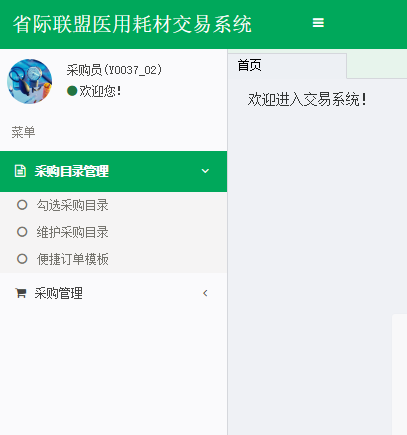 省际联盟医用耗材交易系统
采购员(Y0037_02)
欢迎您!
菜单
采购目录管理
勾选采购目录
维护采购目录
便捷订单模板
采购管理
首页
欢迎进入交易系统!